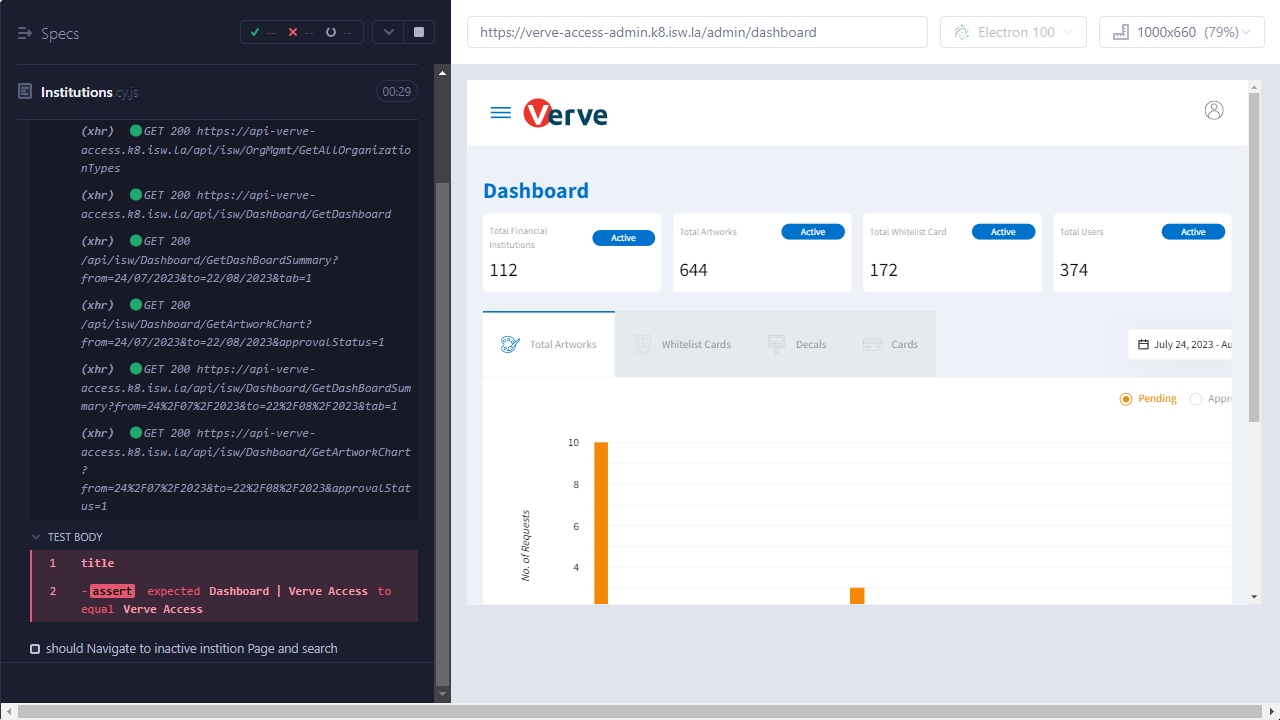 Specs
--
--
--
https://verve-access-admin.k8.isw.la/admin/dashboard
Electron 100
1000x660 (79%)
Institutions.cy.js
00:29
(xhr) GET 200 https://api-verve-
access.k8.isw.la/api/isw/OrgMgmt/GetAllOrganizatio
nTypes
(xhr) GET 200 https://api-verve-
access.k8.isw.la/api/isw/Dashboard/GetDashboard
(xhr) GET 200
/api/isw/Dashboard/GetDashBoardSummary?
from=24/07/2023&to=22/08/2023&tab=1
(xhr) GET 200
/api/isw/Dashboard/GetArtworkChart?
from=24/07/2023&to=22/08/2023&approvalStatus=1
(xhr) GET 200 https://api-verve-
access.k8.isw.la/api/isw/Dashboard/GetDashBoardSum
mary?from=24%2F07%2F2023&to=22%2F08%2F2023&tab=1
(xhr) GET 200 https://api-verve-
access.k8.isw.la/api/isw/Dashboard/GetArtworkChart
?
from=24%2F07%2F2023&to=22%2F08%2F2023&approvalStat
us=1
TEST BODY
1 title
2 -assert expected Dashboard | Verve Access to
equal Verve Access
should Navigate to inactive instition Page and search
Verve
Dashboard
Total Financial
Institutions
Active
112
Total Artworks
Active
644
Total Whitelist Card
Active
172
Total Users
Active
374
Total Artworks
Whitelist Cards
Decals
Cards
July 24, 2023 - Au
Pending
Appr
10
8
6
4
No. of Requests